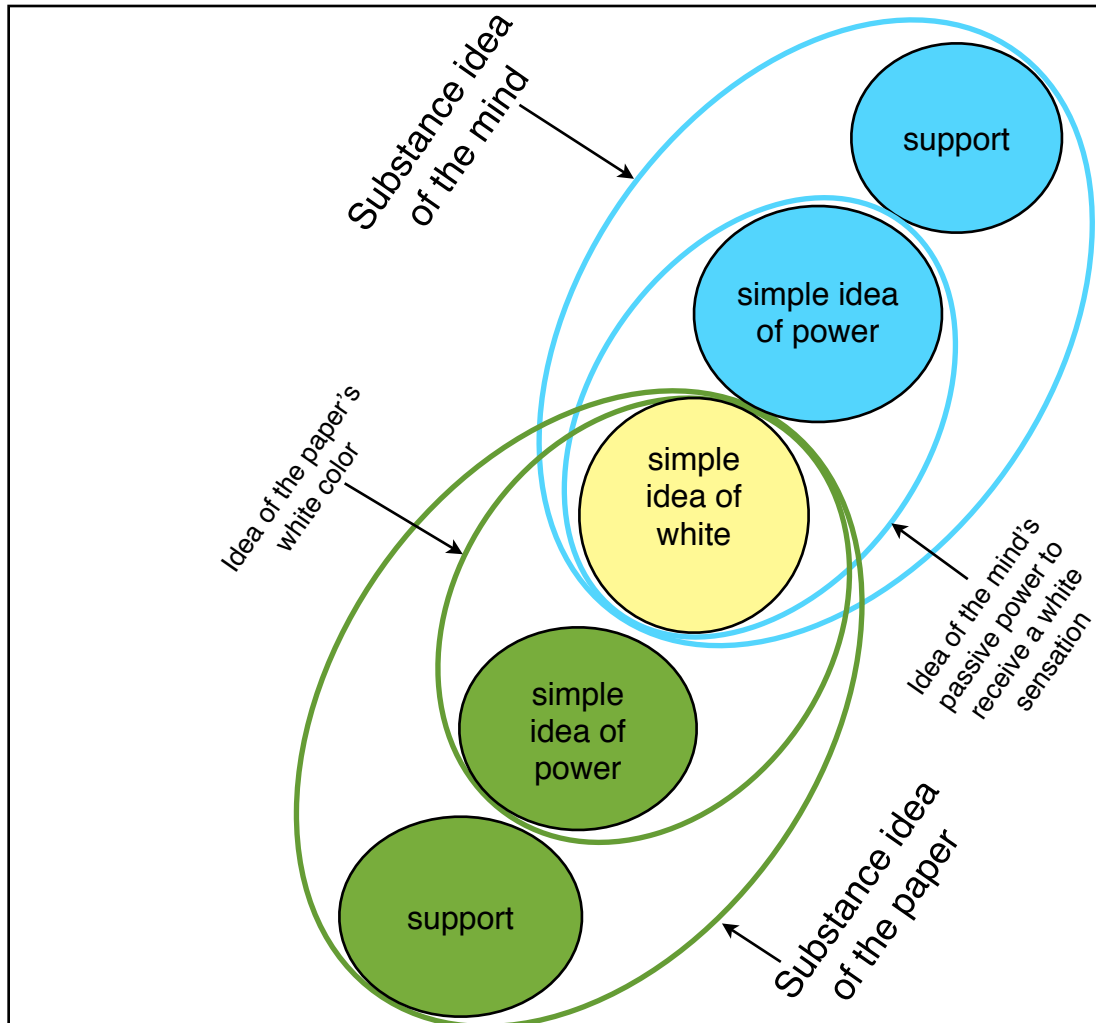 Substance idea
of the mind
support
simple idea
of power
Idea of the paper's
white color
simple
idea of
white
Idea of the mind's
passive power to
receive a white
sensation
simple
idea of
power
support
Substance idea
of the paper